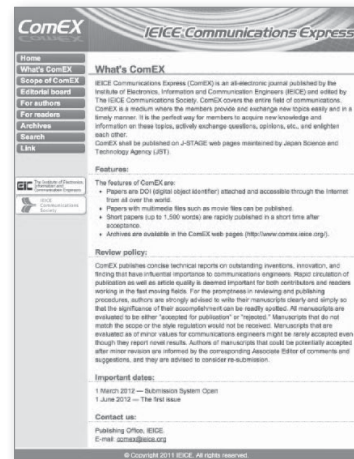 ComEX
IEICE Communications Express
Home
What's ComEX
Scope of ComEX
Editorial board
For authors
For readers
Archives
Search
Link
The Institute of Electronics,
Information and
Communication Engineers
IEICE
Communications
Society
What's ComEX
IEICE Communications Express (ComEX) is an all-electronic journal published by the
Institute of Electronics, Information and Communication Engineers (IEICE) and edited by
The IEICE Communications Society. ComEX covers the entire field of communications.
ComEX is a medium where the members provide and exchange new topics easily and in a
timely manner. It is the perfect way for members to acquire new knowledge and
information on these topics, actively exchange questions, opinions, etc., and enlighten
each other.
ComEX shall be published on J-STAGE web pages maintained by Japan Science and
Technology Agency (JST).
Features:
The features of ComEX are:
• Papers are DOI (digital object identifier) attached and accessible through the Internet
from all over the world.
• Papers with multimedia files such as movie files can be published.
• Short papers (up to 1,500 words) are rapidly published in a short time after
acceptance.
• Archives are available in the ComEX web pages (http://www.comex.ieice.org/).
Review policy:
ComEX publishes concise technical reports on outstanding inventions, innovation, and
finding that have influential importance to communications engineers. Rapid circulation of
publication as well as article quality is deemed important for both contributors and readers
working in the fast moving fields. For the promptness in reviewing and publishing
procedures, authors are strongly advised to write their manuscripts clearly and simply so
that the significance of their accomplishment can be readily spotted. All manuscripts are
evaluated to be either "accepted for publication" or "rejected." Manuscripts that do not
match the scope or the style regulation would not be received. Manuscripts that are
evaluated as of minor values for communications engineers might be rarely accepted even
though they report novel results. Authors of manuscripts that could be potentially accepted
after minor revision are informed by the corresponding Associate Editor of comments and
suggestions, and they are advised to consider re-submission.
Important dates:
1 March 2012 — Submission System Open
1 June 2012 — The first issue
Contact us:
Publishing Office, IEICE.
E-mail: comex@ieice.org
© Copyright 2011 IEICE. All rights reserved.